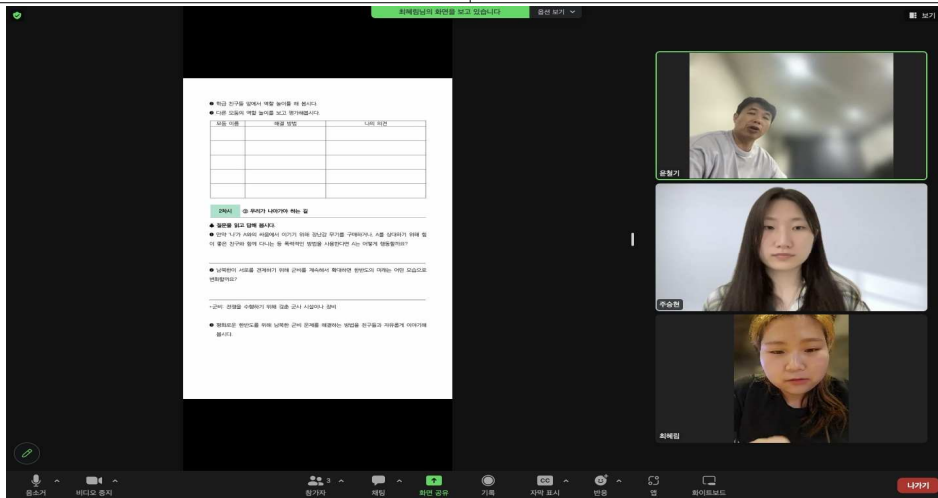 최혜림님의 화면을 보고 있습니다
옵션 보기
보기
● 학급 친구들 앞에서 역할 놀이를 해 봅시다.
● 다른 모둠의 역할 놀이를 보고 평가해봅시다.
모둠 이름 해결 방법 나의 의견
2차시 ② 우리가 나아가야 하는 길
♣ 질문을 읽고 답해 봅시다.
❶ 만약 '나'가 A와의 싸움에서 이기기 위해 장난감 무기를 구매하거나, A를 상대하기 위해 힘
이 좋은 친구와 함께 다니는 등 폭력적인 방법을 사용한다면 A는 어떻게 행동할까요?
❷ 남북한이 서로를 견제하기 위해 군비를 계속해서 확대하면 한반도의 미래는 어떤 모습으로
변화할까요?
*군비: 전쟁을 수행하기 위해 갖춘 군사 시설이나 장비
❸ 평화로운 한반도를 위해 남북한 군비 문제를 해결하는 방법을 친구들과 자유롭게 이야기해
봅시다.
윤철기
주승현
최혜림
음소거
비디오 중지
3
참가자
채팅
화면 공유
기록
CC
자막 표시
반응
앱
화이트보드
나가기